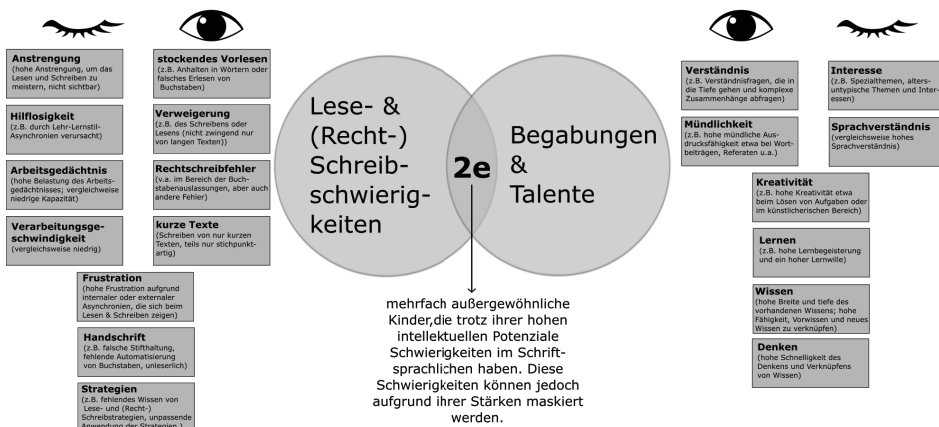 Anstrengung
(hohe Anstrengung, um das
Lesen und Schreiben zu
meistern, nicht sichtbar)
Hilflosigkeit
(z.B. durch Lehr-Lernstil-
Asynchronien verursacht)
Arbeitsgedächtnis
(hohe Belastung des Arbeits-
gedächtnisses; vergleichweise
niedrige Kapazität)
Verarbeitungsge-
schwindigkeit
(vergleichsweise niedrig)
stockendes Vorlesen
(z.B. Anhalten in Wörtern oder
falsches Erlesen von
Buchstaben)
Verweigerung
(z.B. des Schreibens oder
Lesens (nicht zwingend nur
von langen Texten))
Rechtschreibfehler
(v.a. im Bereich der Buch-
stabenauslassungen, aber auch
andere Fehler)
kurze Texte
(Schreiben von nur kurzen
Texten, teils nur stichpunkt-
artig)
Frustration
(hohe Frustration aufgrund
internaler oder externaler
Asynchronien, die sich beim
Lesen & Schreiben zeigen)
Handschrift
(z.B. falsche Stifthaltung,
fehlende Automatisierung
von Buchstaben, unleserlich)
Strategien
(z.B. fehlendes Wissen von
Lese- und (Recht-)
Schreibstrategien, unpassende
Anwendung der Strategien )
Lese- &
(Recht-)
Schreib-
schwierig-
keiten
2e
Begabungen
&
Talente
mehrfach außergewöhnliche
Kinder,die trotz ihrer hohen
intellektuellen Potenziale
Schwierigkeiten im Schrift-
sprachlichen haben. Diese
Schwierigkeiten können jedoch
aufgrund ihrer Stärken maskiert
werden.
Verständnis
(z.B. Verständnisfragen, die in
die Tiefe gehen und komplexe
Zusammenhänge abfragen)
Mündlichkeit
(z.B. hohe mündliche Aus-
drucksfähigkeit etwa bei Wort-
beiträgen, Referaten u.a.)
Interesse
(z.B. Spezialthemen, alters-
untypische Themen und Inter-
essen)
Sprachverständnis
(vergleichsweise hohes
Sprachverständnis)
Kreativität
(z.B. hohe Kreativität etwa
beim Lösen von Aufgaben oder
im künstlicherischen Bereich)
Lernen
(z.B. hohe Lernbegeisterung
und ein hoher Lernwille)
Wissen
(hohe Breite und tiefe des
vorhandenen Wissens; hohe
Fähigkeit, Vorwissen und neues
Wissen zu verknüpfen)
Denken
(hohe Schnelligkeit des
Denkens und Verknüpfens
von Wissen)